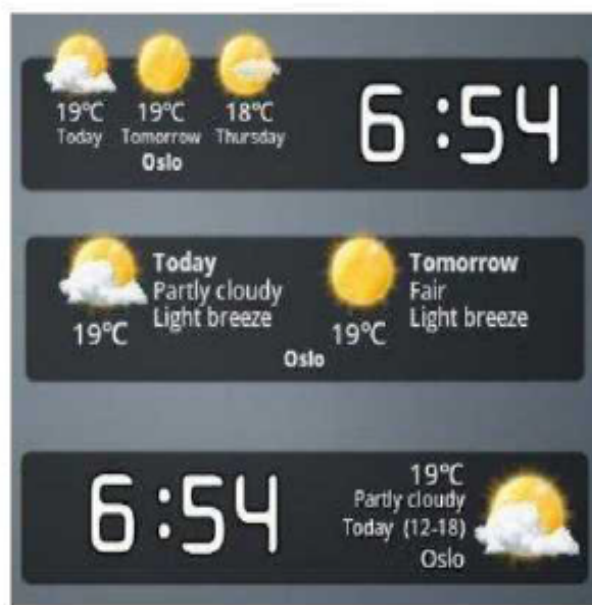 19°C 19°C 18°C
Today Tomorrow Thursday
Oslo
6:54
Today
Partly cloudy
Light breeze
19°C
Tomorrow
Fair
Light breeze
19°C
Oslo
6:54
19°C
Partly cloudy
Today (12-18)
Oslo